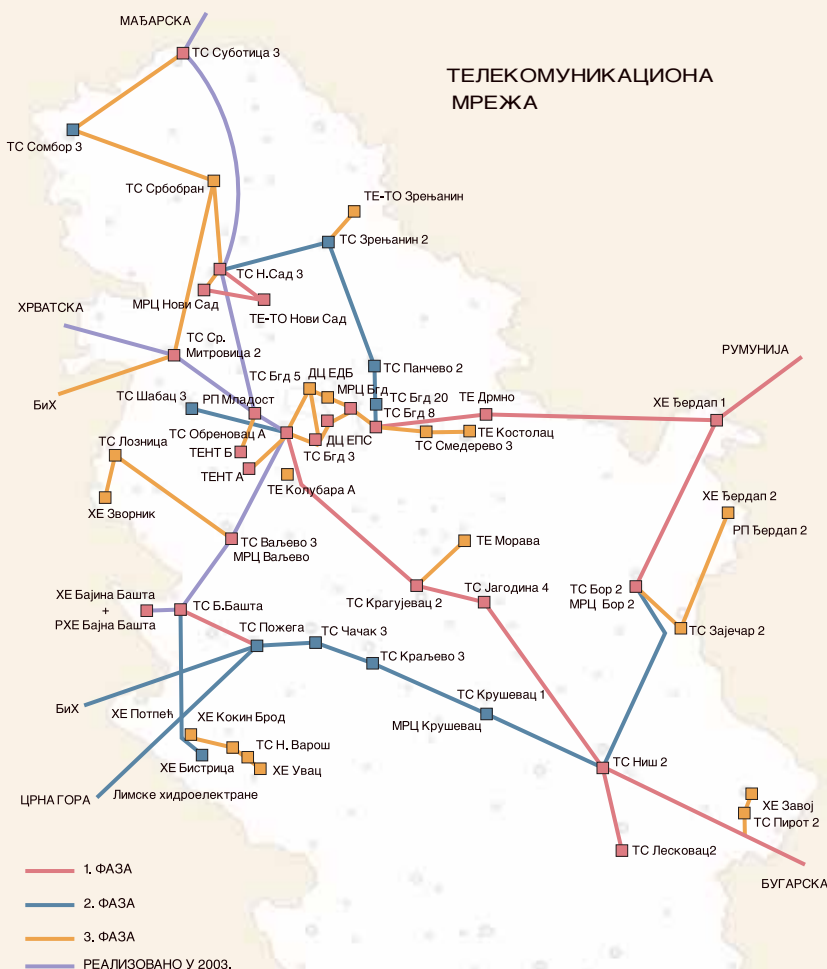 МАЂАРСКА
ТС Суботица 3
ТЕЛЕКОМУНИКАЦИОНА
МРЕЖА
ТС Сомбор 3
ТС Србобран
ТЕ-ТО Зрењанин
ТС Зрењанин 2
ТС Н.Сад 3
МРЦ Нови Сад
ТЕ-ТО Нови Сад
ХРВАТСКА
РУМУНИЈА
ТС Ср.
Митровица 2
БиХ
ТС Панчево 2
ТС Бгд 5
ДЦ ЕДБ
МРЦ Бгд
ТС Бгд 20
ТЕ Дрмно
ХЕ Ђердап 1
ТС Шабац 3
РП Младост
ТС Бгд 8
ТС Обреновац А
ДЦ ЕПС
ТЕ Костолац
ТС Смедерево 3
ТС Лозница
ТЕНТ Б
ТС Бгд 3
ТЕНТ А
ТЕ Колубара А
ХЕ Зворник
ХЕ Ђердап 2
РП Ђердап 2
ТС Ваљево 3
МРЦ Ваљево
ТЕ Морава
ТС Јагодина 4
ТС Крагујевац 2
ТС Бор 2
МРЦ Бор 2
ХЕ Бајина Башта
+
РХЕ Бајна Башта
ТС Б.Башта
ТС Зајечар 2
ТС Пожега
ТС Чачак 3
ТС Краљево 3
БиХ
ХЕ Потпећ
ХЕ Кокин Брод
ТС Крушевац 1
МРЦ Крушевац
ТС Н. Варош
ХЕ Бистрица
ХЕ Увац
ТС Ниш 2
ЦРНА ГОРА
Лимске хидроелектране
ХЕ Завој
ТС Пирот 2
ТС Лесковац2
БУГАРСКА
1. ФАЗА
2. ФАЗА
3. ФАЗА
РЕАЛИЗОВАНО У 2003.